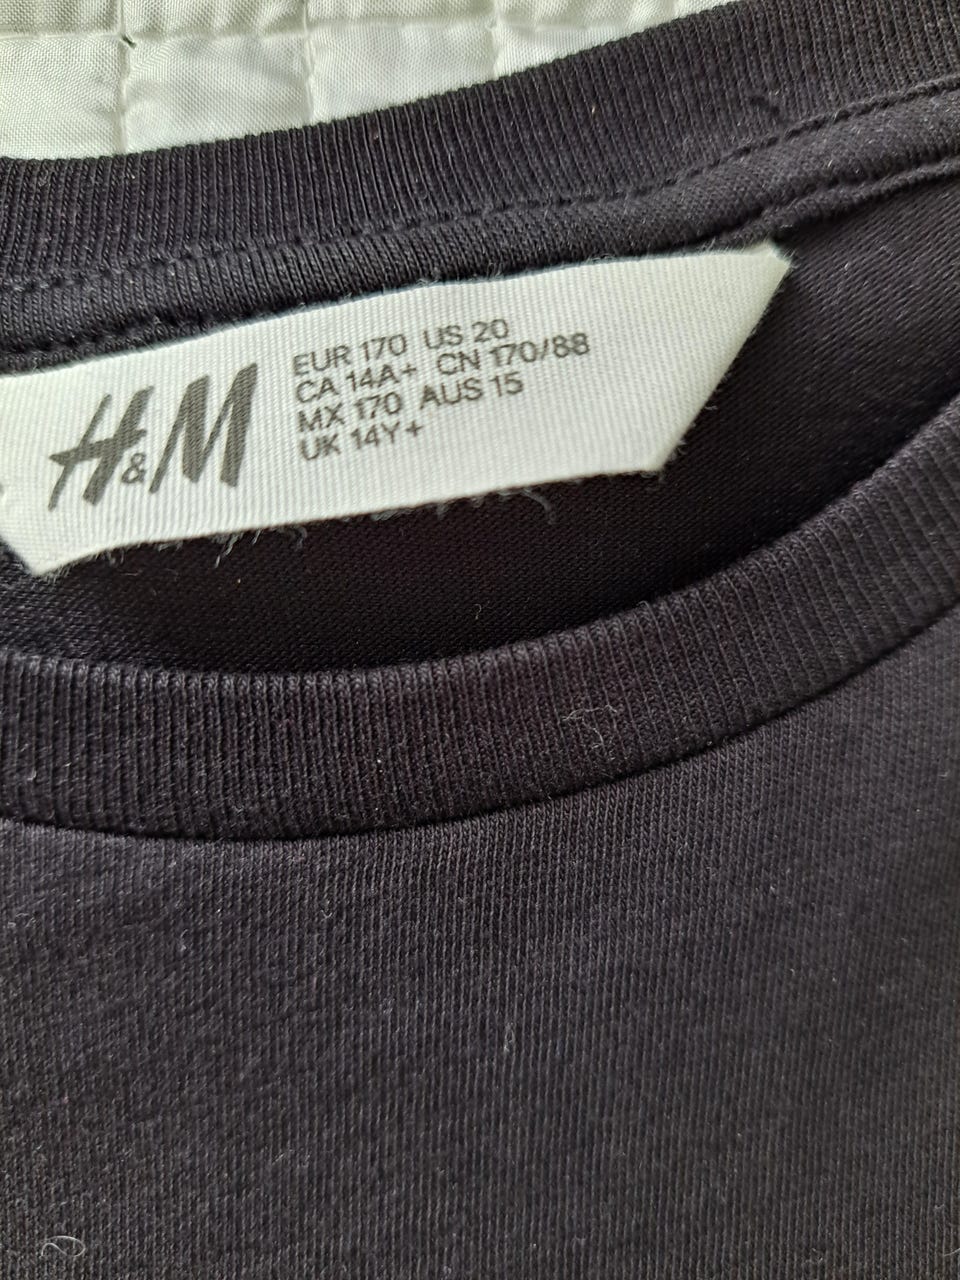 H&M
EUR 170 US 20
CA 14A+ CN 170/88
MX 170 AUS 15
UK 14Y+